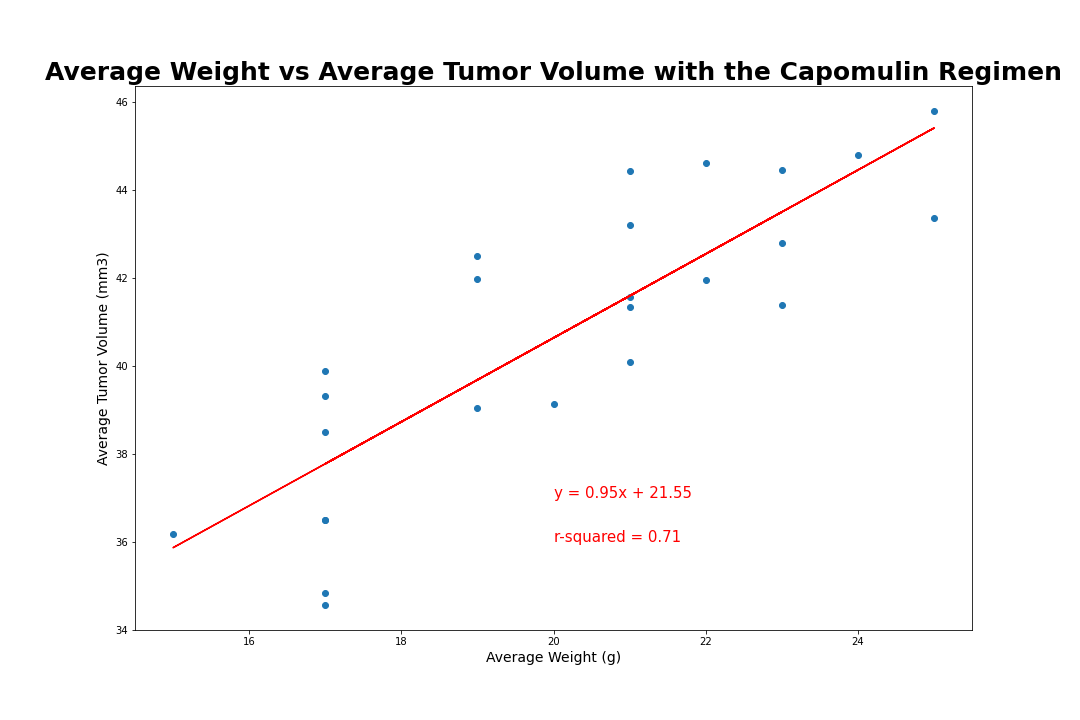 Average Weight vs Average Tumor Volume with the Capomulin Regimen
46
44
42
40
38
36
34
Average Tumor Volume (mm3)
y = 0.95x + 21.55
r-squared = 0.71
16
18
20
22
24
Average Weight (g)